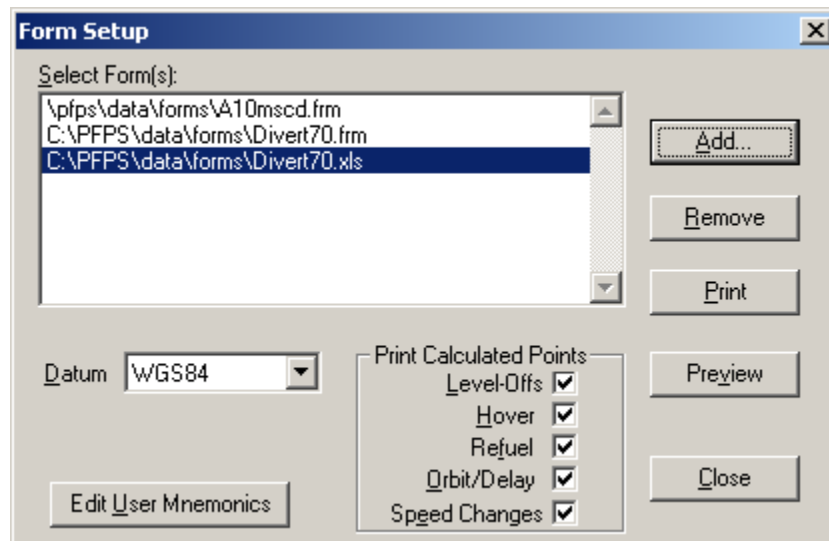 Form Setup
Select Form(s):
\pfps\data\forms\A10mscd.frm
C:\PFPS\data\forms\Divert70.frm
C:\PFPS\data\forms\Divert70.xls
Add...
Remove
Print
Datum WGS84
Print Calculated Points
Level-Offs
Hover
Refuel
Orbit/Delay
Speed Changes
Preview
Close
Edit User Mnemonics